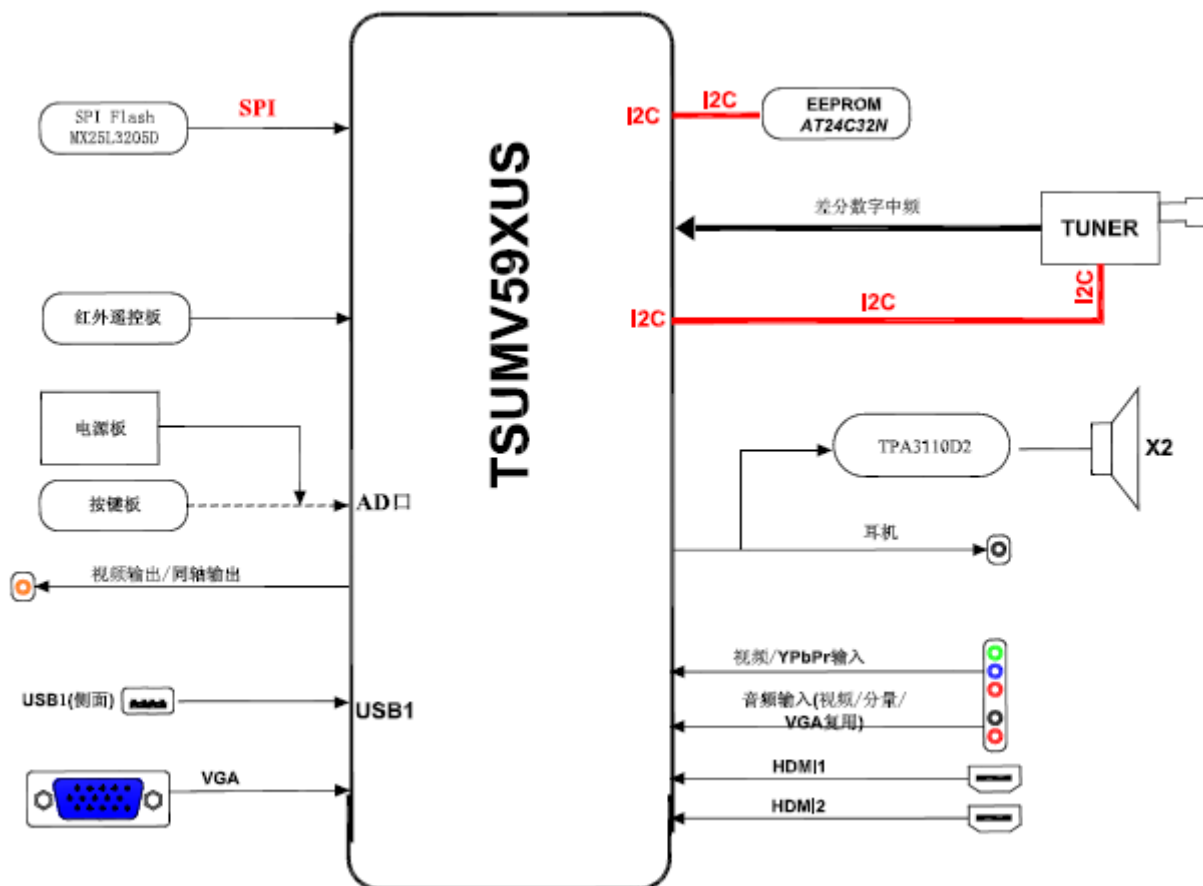 SPI Flash
MX25L3205D
SPI
红外遥控板
电源板
按键板
AD口
视频输出/同轴输出
USB1(侧面)
USB1
VGA
TSUMV59XUS
I2C
I2C
EEPROM
AT24C32N
差分数字中频
TUNER
I2C
I2C
I2C
TPA3110D2
X2
耳机
视频/YPbPr输入
音频输入(视频/分量/
VGA复用)
HDMI1
HDMI2